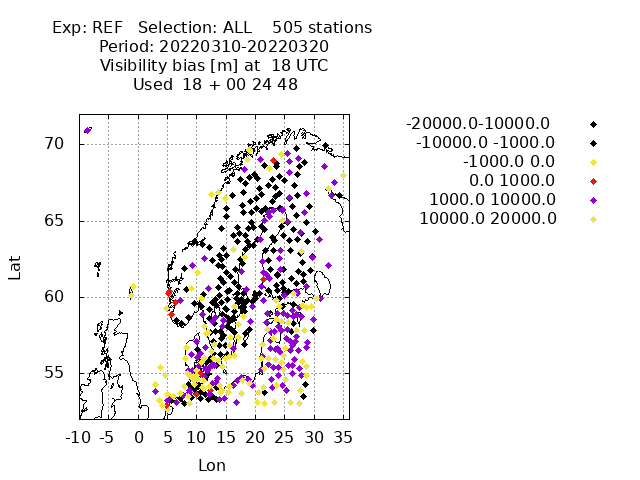 Exp: REF   Selection: ALL    505 stations
Period: 20220310-20220320
Visibility bias [m] at  18 UTC
Used  18 + 00 24 48
-20000.0-10000.0
-10000.0 -1000.0
-1000.0 0.0
0.0 1000.0
1000.0 10000.0
10000.0 20000.0
70
65
60
55
Lat
-10 -5 0 5 10 15 20 25 30 35
Lon